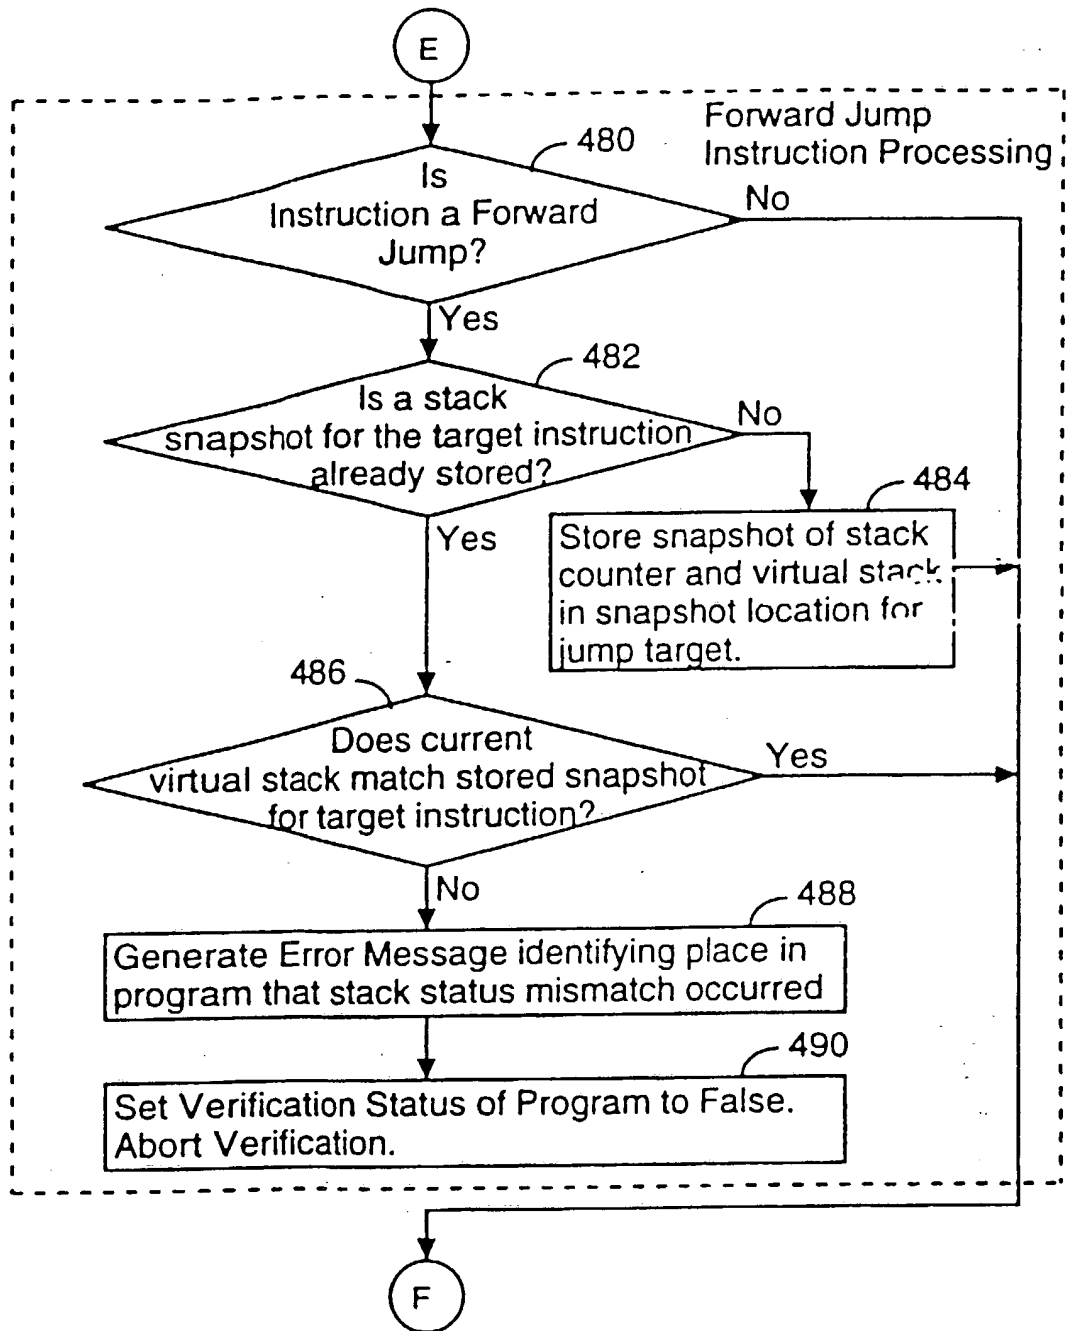 E
Forward Jump
Instruction Processing
480
Is
Instruction a Forward
Jump?
No
Yes
482
Is a stack
snapshot for the target instruction
already stored?
No
Yes
484
Store snapshot of stack
counter and virtual stack
in snapshot location for
jump target.
486
Does current
virtual stack match stored snapshot
for target instruction?
Yes
No
488
Generate Error Message identifying place in
program that stack status mismatch occurred
490
Set Verification Status of Program to False.
Abort Verification.
F